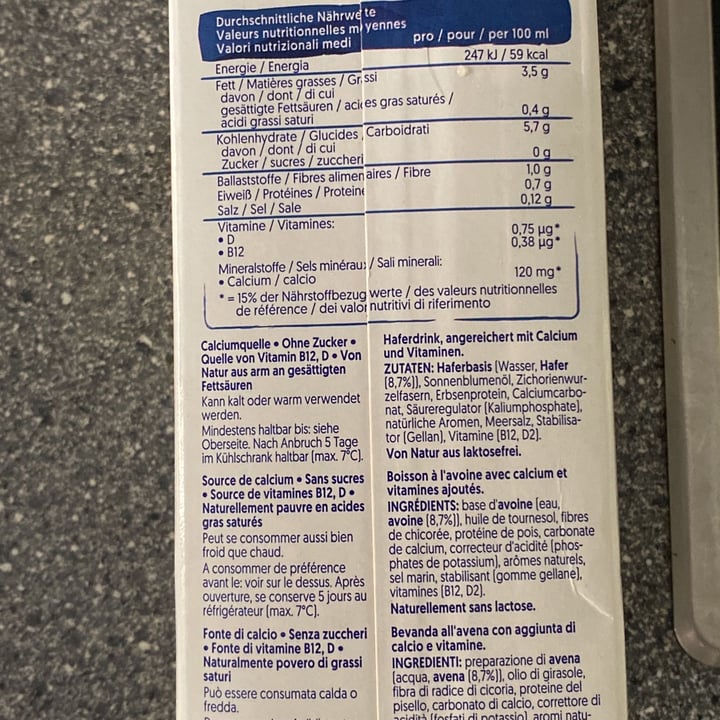 Durchschnittliche Nährwerte
Valeurs nutritionnelles moyennes
Valori nutrizionali medi
pro / pour / per 100 ml
Energie / Energia 247 kJ / 59 kcal
Fett / Matières grasses / Grassi 3,5 g
davon / dont / di cui
gesättigte Fettsäuren / acides gras saturés /
acidi grassi saturi 0,4 g
Kohlenhydrate / Glucides / Carboidrati 5,7 g
davon / dont / di cui
Zucker / sucres / zuccheri 0 g
Ballaststoffe / Fibres alimentaires / Fibre 1,0 g
Eiweiß / Protéines / Proteine 0,7 g
Salz / Sel / Sale 0,12 g
Vitamine / Vitamines:
• D 0,75 µg*
• B12 0,38 µg*
Mineralstoffe / Sels minéraux / Sali minerali:
• Calcium / calcio 120 mg*
* = 15% der Nährstoffbezugswerte / des valeurs nutritionnelles
de référence / dei valori nutritivi di riferimento
Calciumquelle • Ohne Zucker •
Quelle von Vitamin B12, D • Von
Natur aus arm an gesättigten
Fettsäuren
Kann kalt oder warm verwendet
werden.
Mindestens haltbar bis: siehe
Oberseite. Nach Anbruch 5 Tage
im Kühlschrank haltbar (max. 7°C).
Source de calcium • Sans sucres
• Source de vitamines B12, D •
Naturellement pauvre en acides
gras saturés
Peut se consommer aussi bien
froid que chaud.
A consommer de préférence
avant le: voir sur le dessus. Après
ouverture, se conserve 5 jours au
réfrigérateur (max. 7°C).
Fonte di calcio • Senza zuccheri
• Fonte di vitamine B12, D •
Naturalmente povero di grassi
saturi
Può essere consumata calda o
fredda.
Haferdrink, angereichert mit Calcium
und Vitaminen.
ZUTATEN: Haferbasis (Wasser, Hafer
(8,7%)), Sonnenblumenöl, Zichorienwur-
zelfasern, Erbsenprotein, Calciumcarbo-
nat, Säureregulator (Kaliumphosphate),
natürliche Aromen, Meersalz, Stabilisa-
tor (Gellan), Vitamine (B12, D2).
Von Natur aus laktosefrei.
Boisson à l'avoine avec calcium et
vitamines ajoutés.
INGRÉDIENTS: base d'avoine (eau,
avoine (8,7%)), huile de tournesol, fibres
de chicorée, protéine de pois, carbonate
de calcium, correcteur d'acidité (phos-
phates de potassium), arômes naturels,
sel marin, stabilisant (gomme gellane),
vitamines (B12, D2).
Naturellement sans lactose.
Bevanda all'avena con aggiunta di
calcio e vitamine.
INGREDIENTI: preparazione di avena
(acqua, avena (8,7%)), olio di girasole,
fibra di radice di cicoria, proteine del
pisello, carbonato di calcio, correttore di
acidità (fosfati di potassio), aromi natu-